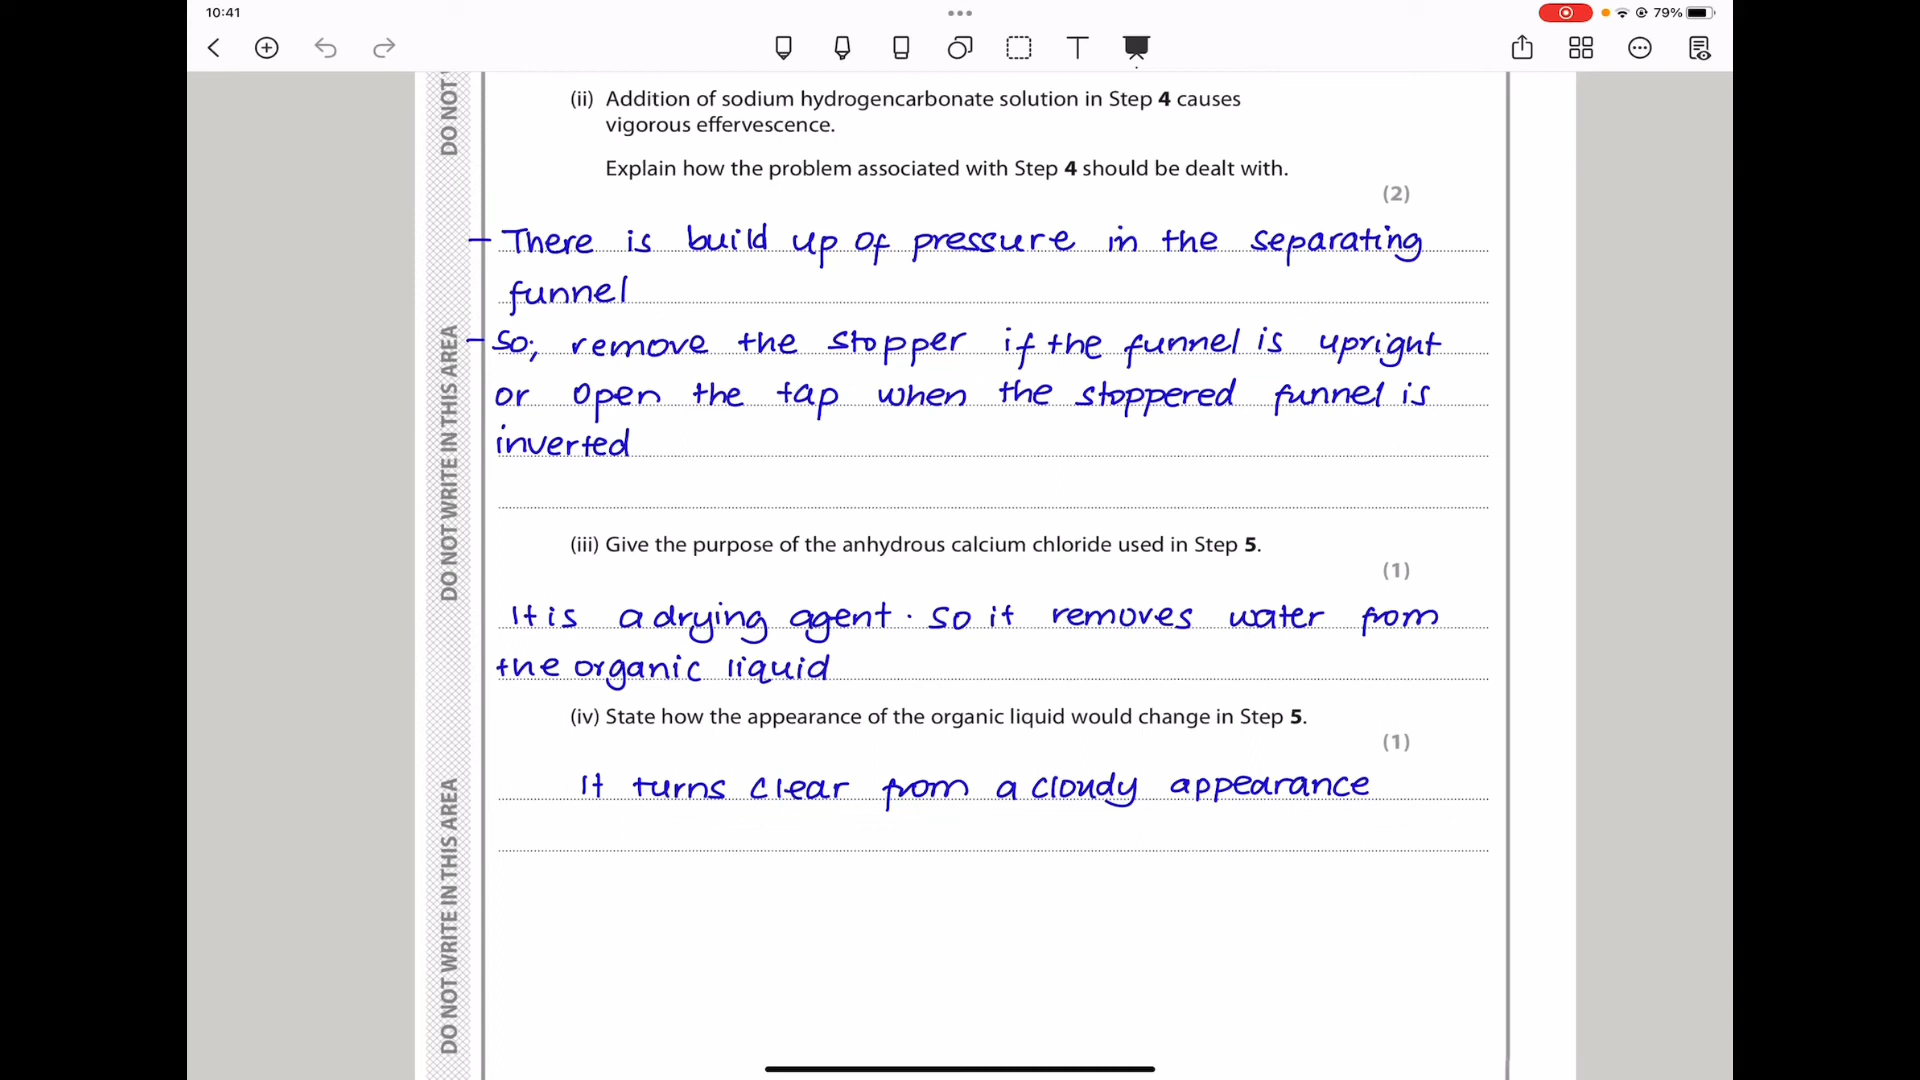 10:41
79%
DO NOT
(ii) Addition of sodium hydrogencarbonate solution in Step 4 causes
vigorous effervescence.
Explain how the problem associated with Step 4 should be dealt with.
(2)
- There is build up of pressure in the separating
funnel
- So; remove the stopper if the funnel is upright
or open the tap when the stoppered funnel is
inverted
DO NOT WRITE IN THIS AREA
(iii) Give the purpose of the anhydrous calcium chloride used in Step 5.
(1)
It is a drying agent. So it removes water from
the organic liquid
(iv) State how the appearance of the organic liquid would change in Step 5.
(1)
It turns clear from a cloudy appearance
DO NOT WRITE IN THIS AREA